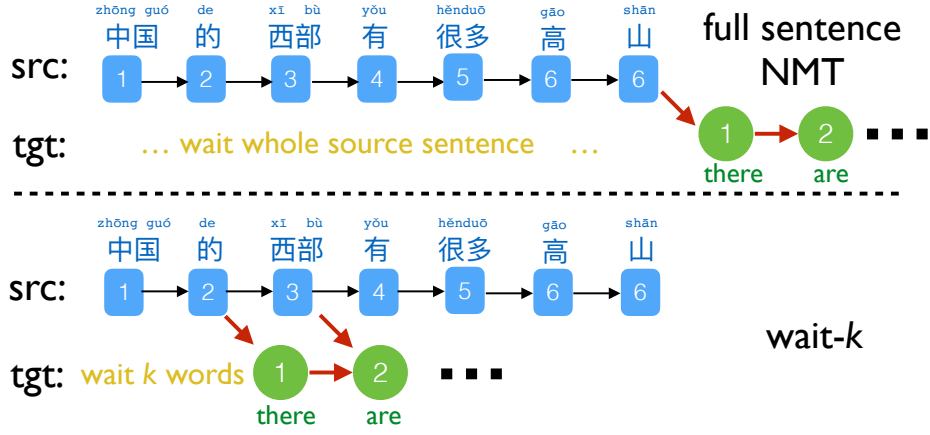 zhōng guó de xī bù yǒu hěnduō gāo shān
中国 的 西部 有 很多 高 山
full sentence
NMT
src: 1 2 3 4 5 6 6
tgt: ... wait whole source sentence ... 1 2
there are
zhōng guó de xī bù yǒu hěnduō gāo shān
中国 的 西部 有 很多 高 山
src: 1 2 3 4 5 6 6
wait-k
tgt: wait k words 1 2
there are